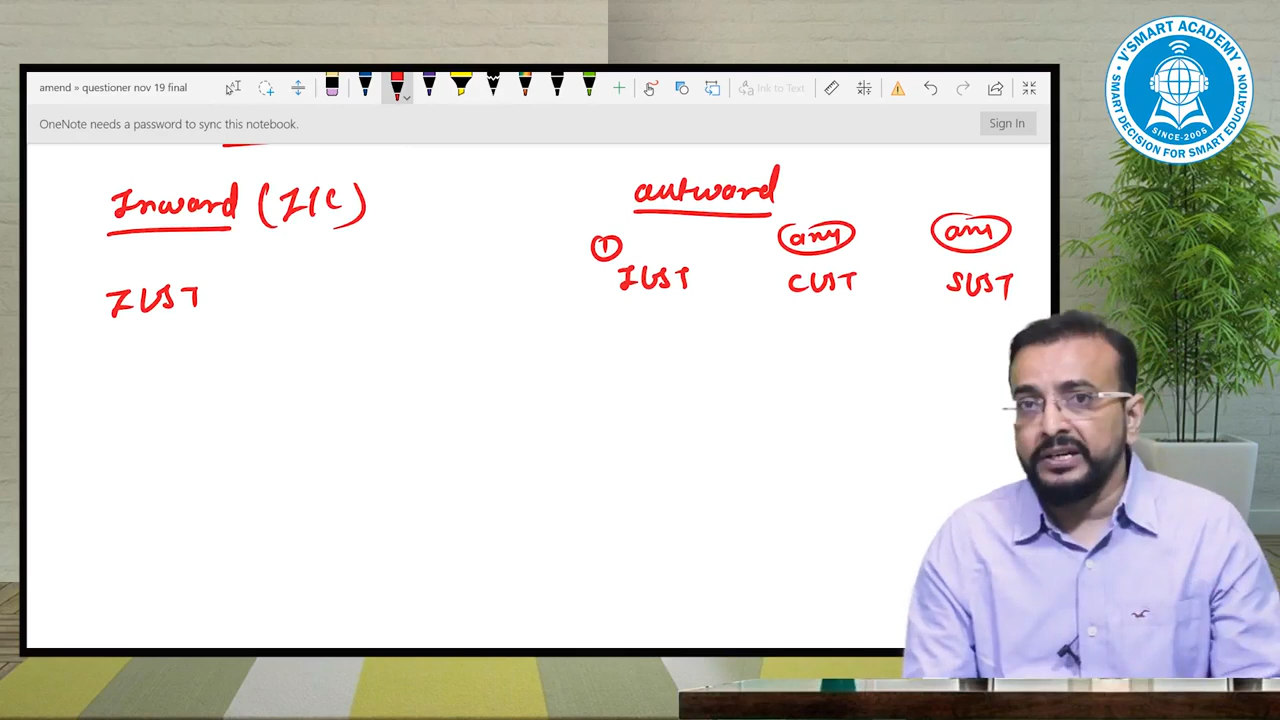 amend » questioner nov 19 final
Ink to Text
OneNote needs a password to sync this notebook.
Sign In
Inward (ITC)
outward
① any any
IGST CGST SGST
IGST
V'SMART ACADEMY
SINCE-2005
SMART DECISION FOR SMART EDUCATION